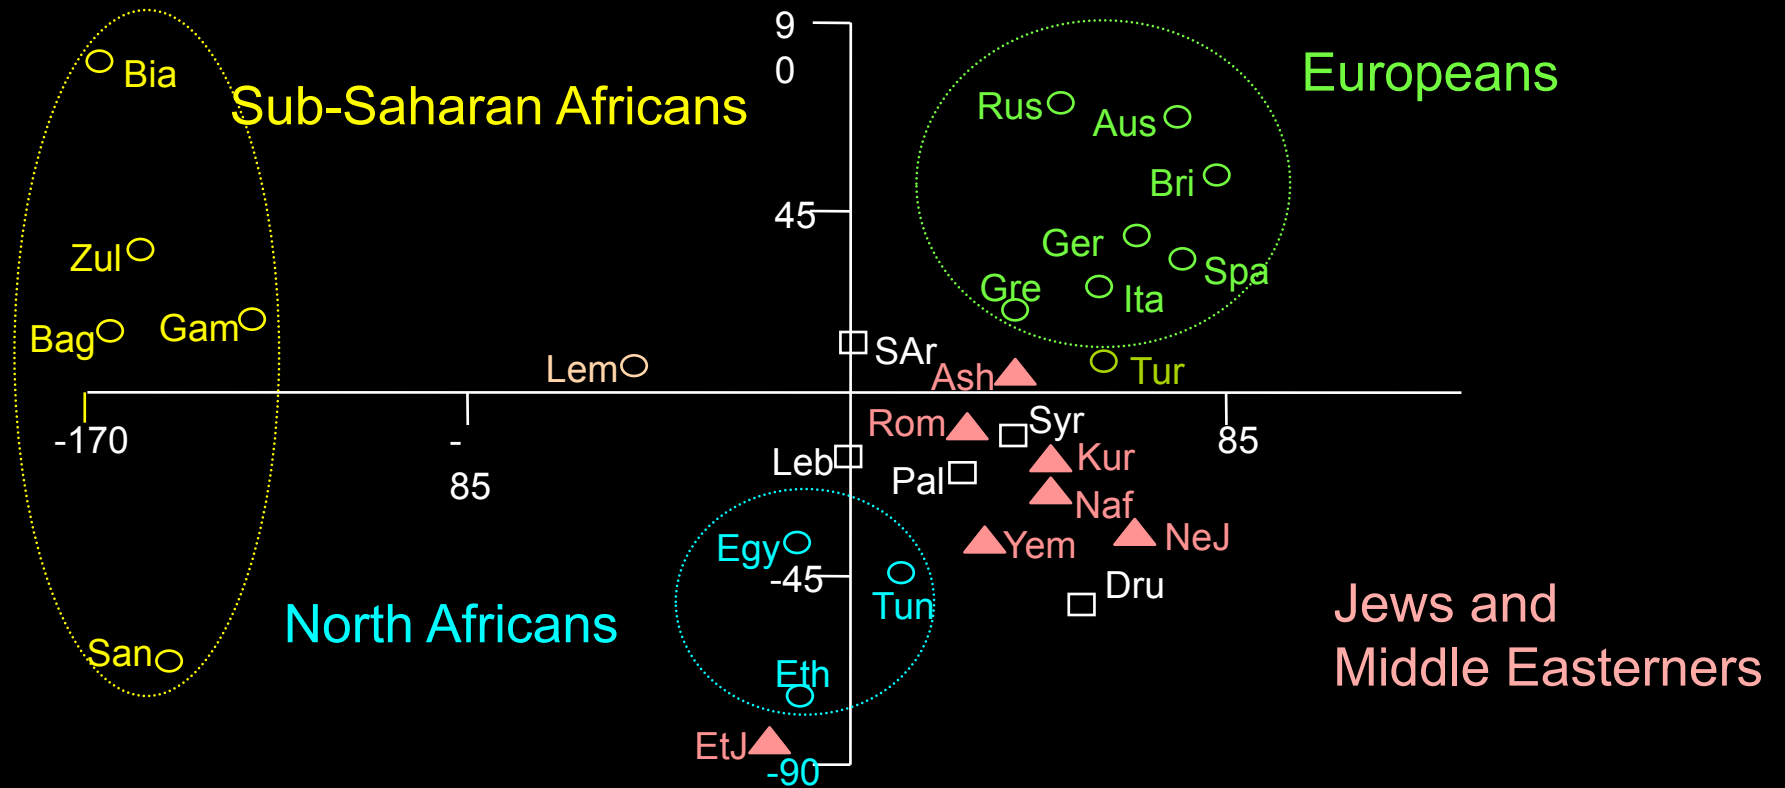 9
0
Europeans
Bia
Sub-Saharan Africans
Rus
Aus
Bri
45
Zul
Ger
Spa
Gre
Ita
Bag
Gam
SAr
Lem
Ash
Tur
Rom
Syr
-170
-
85
85
Leb
Pal
Kur
Naf
Egy
Yem
NeJ
-45
Dru
Tun
North Africans
Jews and
Middle Easterners
San
Eth
EtJ
-90